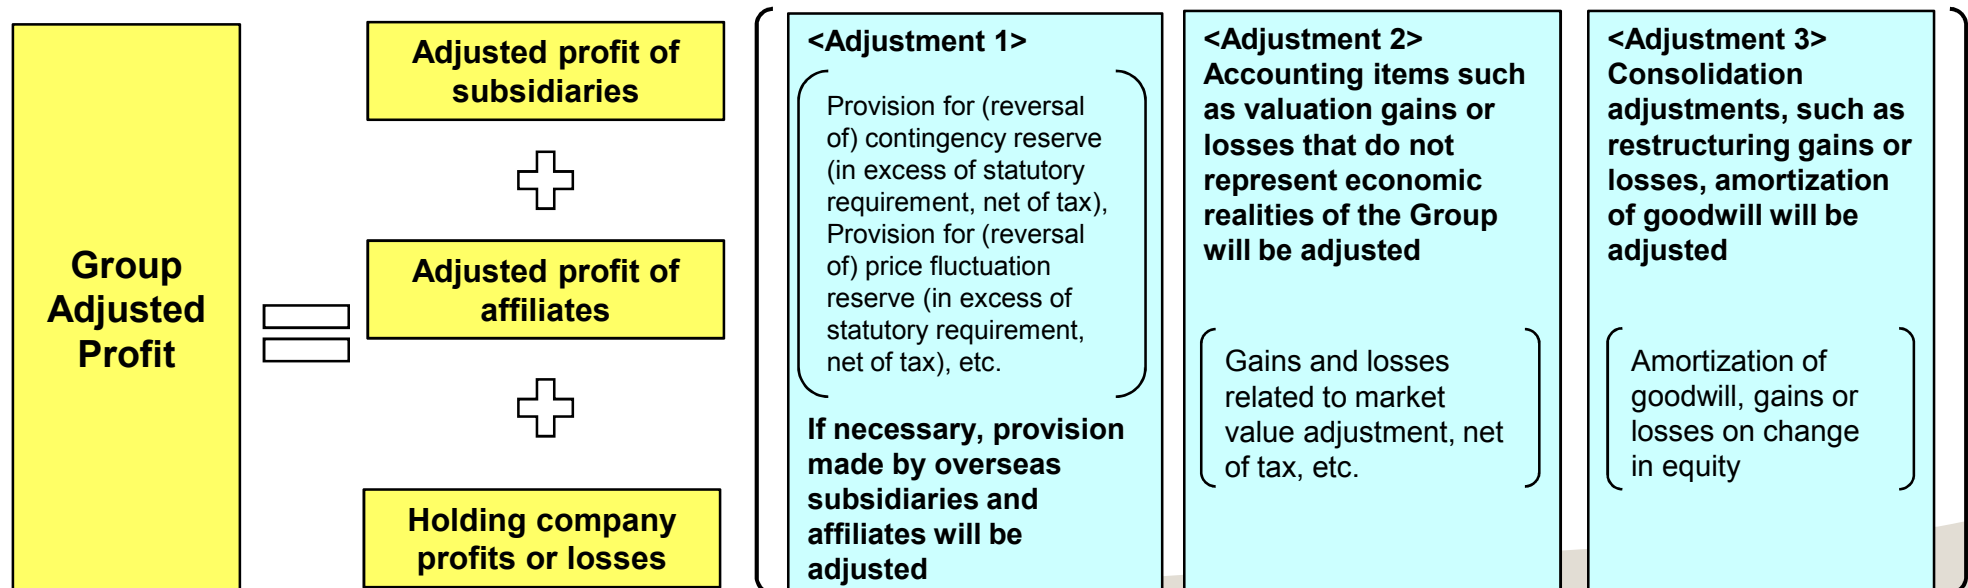 Group
Adjusted
Profit
Adjusted profit of
subsidiaries
Adjusted profit of
affiliates
Holding company
profits or losses
<Adjustment 1>
Provision for (reversal
of) contingency reserve
(in excess of statutory
requirement, net of tax),
Provision for (reversal
of) price fluctuation
reserve (in excess of
statutory requirement,
net of tax), etc.
If necessary, provision
made by overseas
subsidiaries and
affiliates will be
adjusted
<Adjustment 2>
Accounting items such
as valuation gains or
losses that do not
represent economic
realities of the Group
will be adjusted
Gains and losses
related to market
value adjustment, net
of tax, etc.
<Adjustment 3>
Consolidation
adjustments, such as
restructuring gains or
losses, amortization
of goodwill will be
adjusted
Amortization of
goodwill, gains or
losses on change
in equity